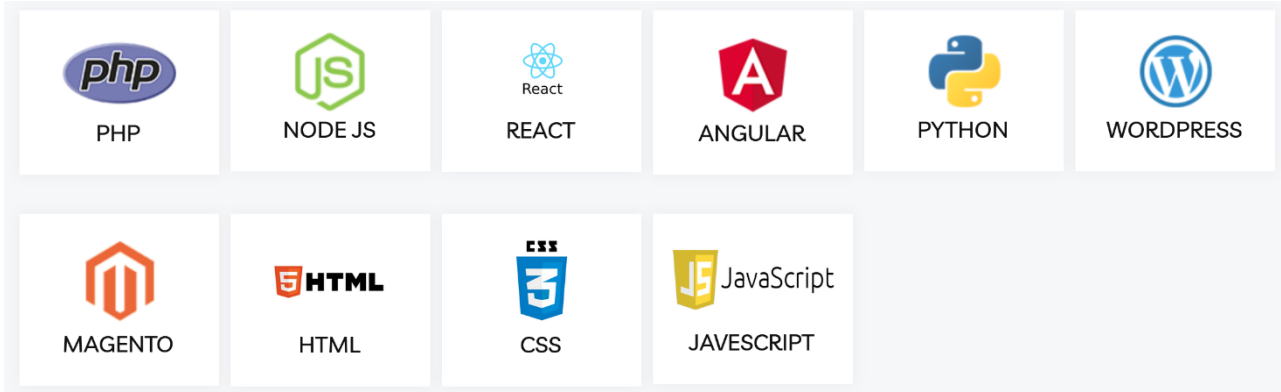 php
PHP
JS
NODE JS
React
REACT
A
ANGULAR
PYTHON
W
WORDPRESS
MAGENTO
5 HTML
HTML
CSS
3
CSS
JS JavaScript
JAVESCRIPT